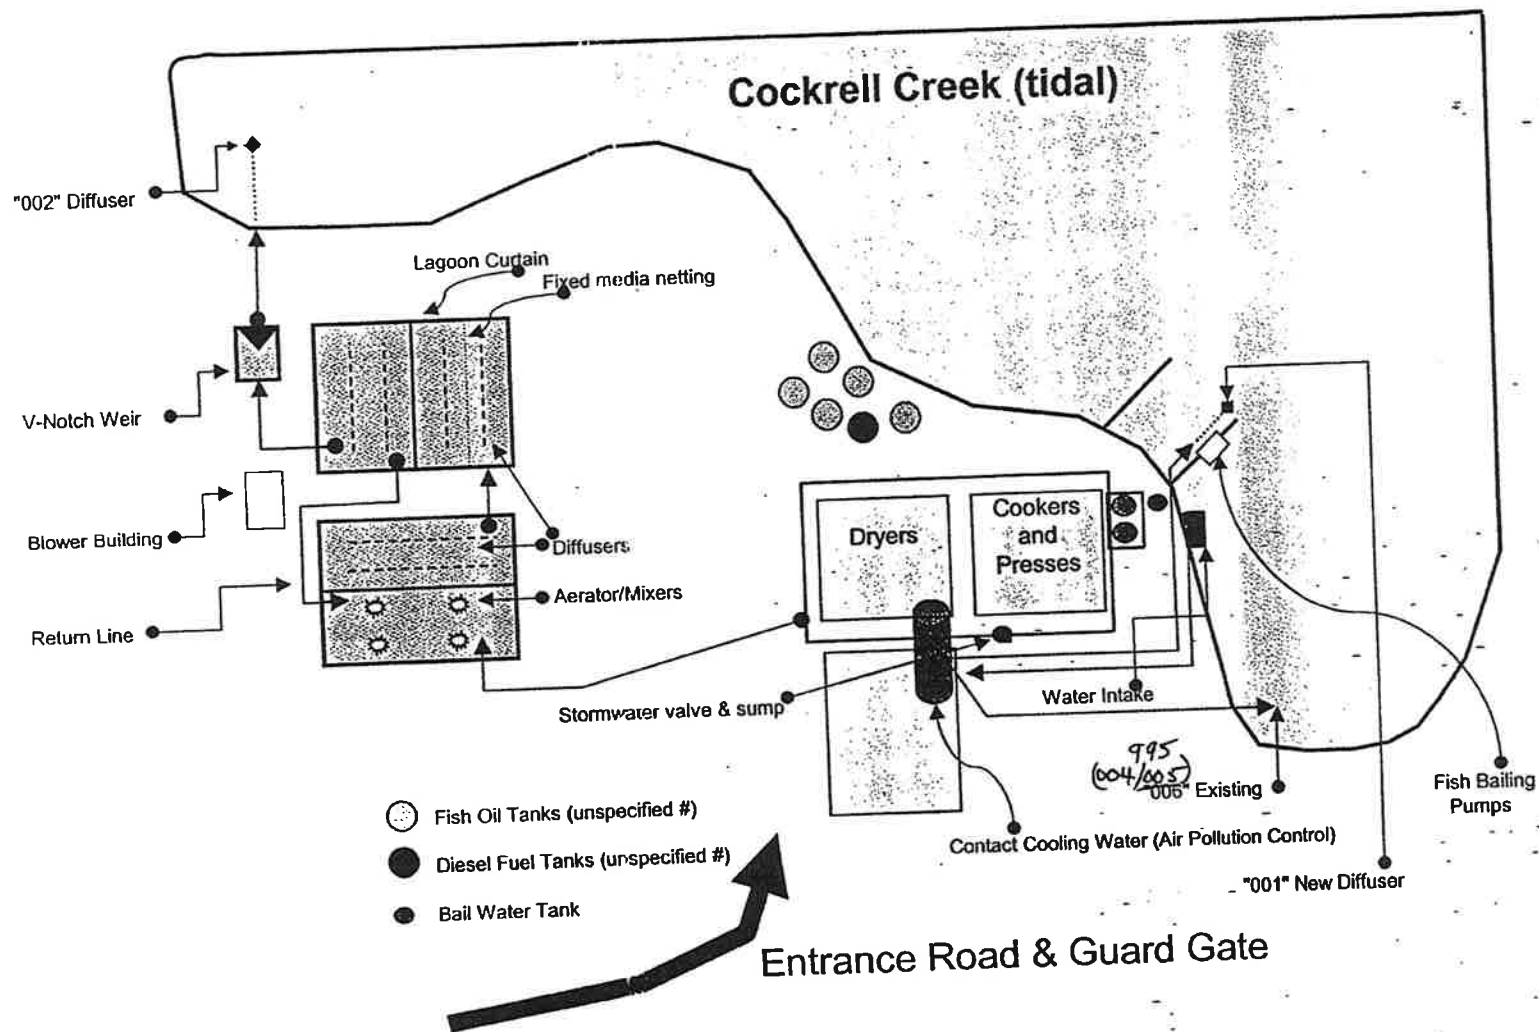 Cockrell Creek (tidal)
"002" Diffuser
Lagoon Curtain
Fixed media netting
V-Notch Weir
Blower Building
Diffusers
Aerator/Mixers
Return Line
Dryers
Cookers
and
Presses
Stormwater valve & sump
Water Intake
995
(004/005)
"005" Existing
Fish Bailing
Pumps
Contact Cooling Water (Air Pollution Control)
"001" New Diffuser
Fish Oil Tanks (unspecified #)
Diesel Fuel Tanks (unspecified #)
Bail Water Tank
Entrance Road & Guard Gate